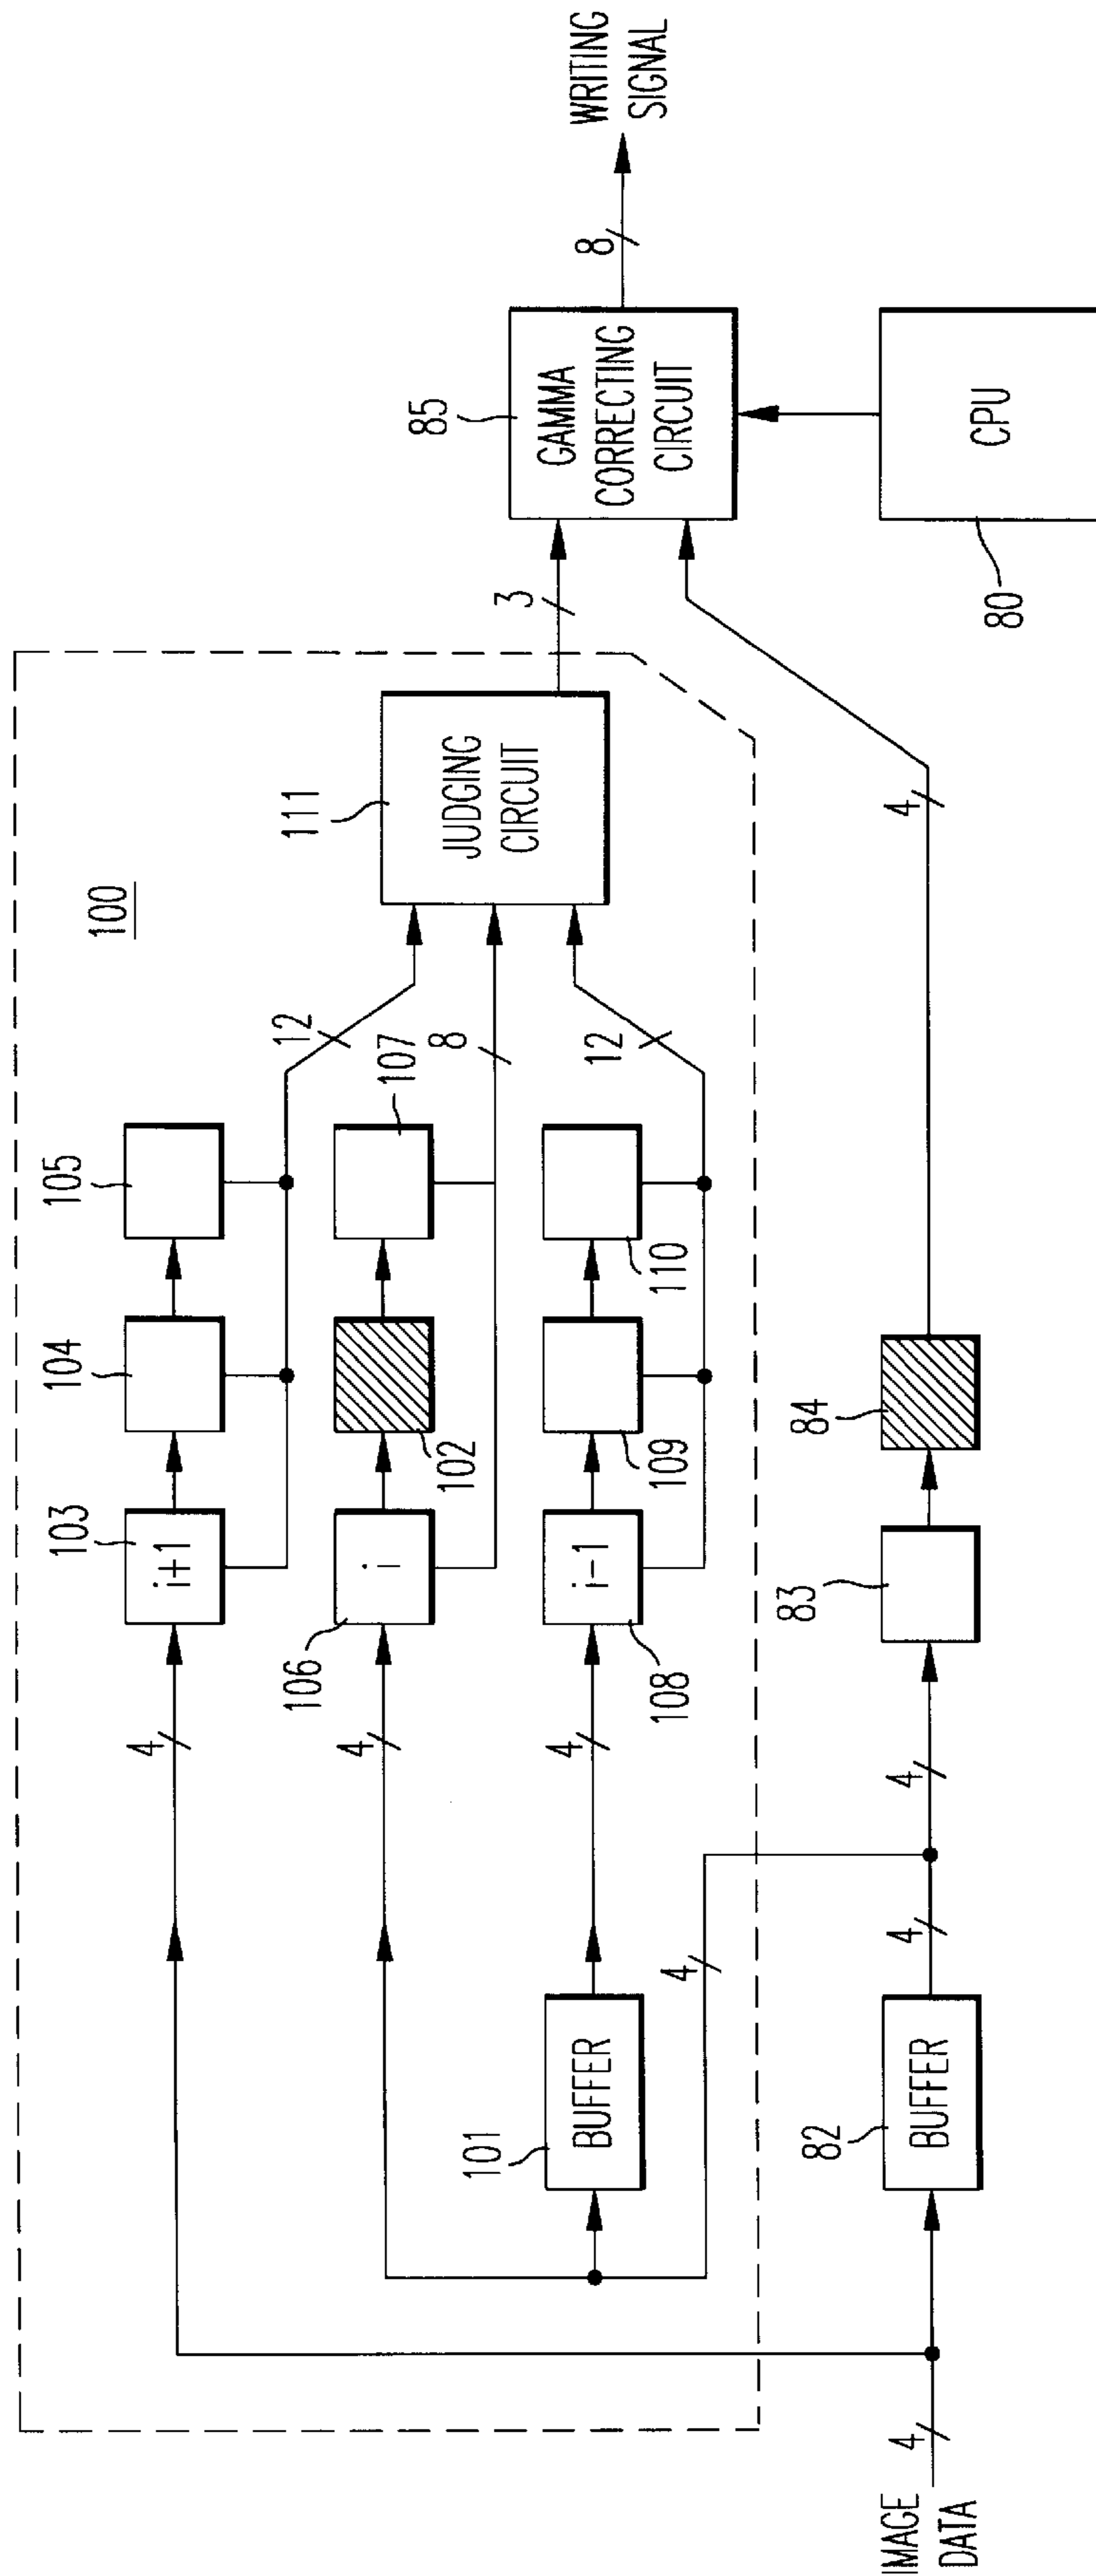 100
103
i+1
104
105
4
12
106
i
102
107
4
8
111
JUDGING
CIRCUIT
3
85
GAMMA
CORRECTING
CIRCUIT
8
WRITING
SIGNAL
101
BUFFER
4
108
i-1
109
110
12
4
IMAGE
DATA
4
82
BUFFER
4
4
83
84
4
80
CPU